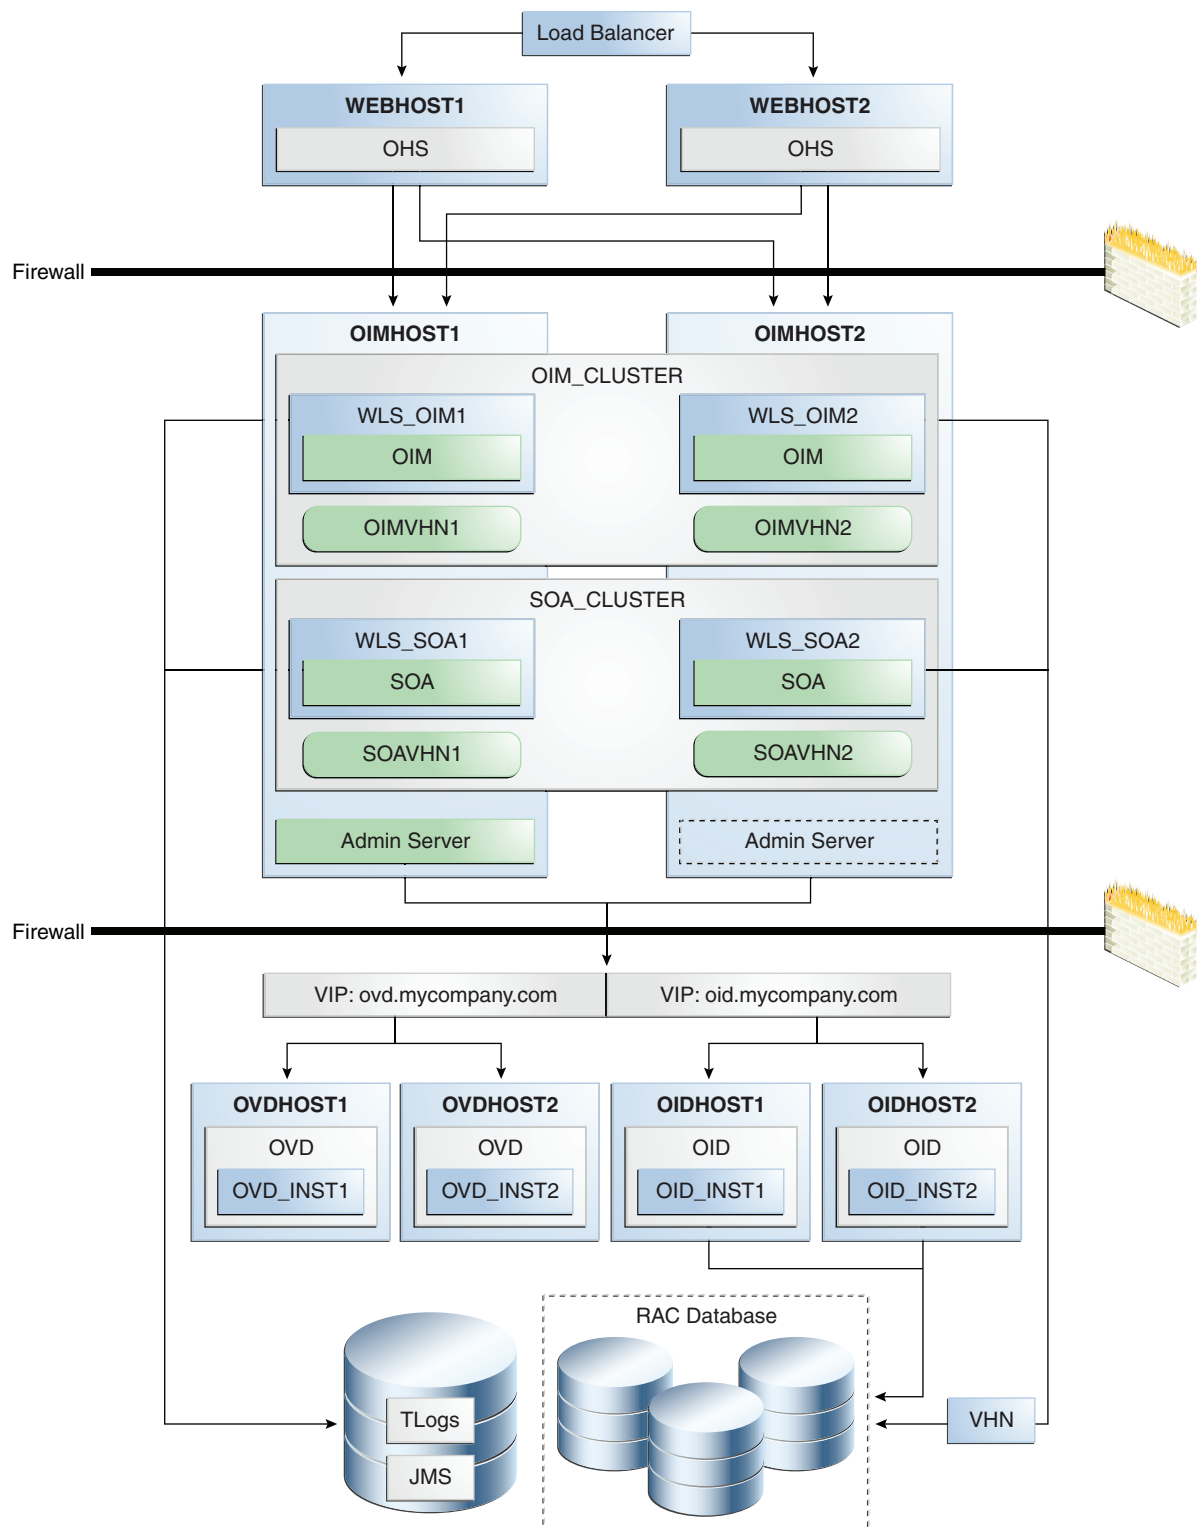 Load Balancer
WEBHOST1
WEBHOST2
OHS
OHS
Firewall
OIMHOST1
OIMHOST2
OIM_CLUSTER
WLS_OIM1
WLS_OIM2
OIM
OIM
OIMVHN1
OIMVHN2
SOA_CLUSTER
WLS_SOA1
WLS_SOA2
SOA
SOA
SOAVHN1
SOAVHN2
Admin Server
Admin Server
Firewall
VIP: ovd.mycompany.com
VIP: oid.mycompany.com
OVDHOST1
OVDHOST2
OIDHOST1
OIDHOST2
OVD
OVD
OID
OID
OVD_INST1
OVD_INST2
OID_INST1
OID_INST2
RAC Database
TLogs
VHN
JMS